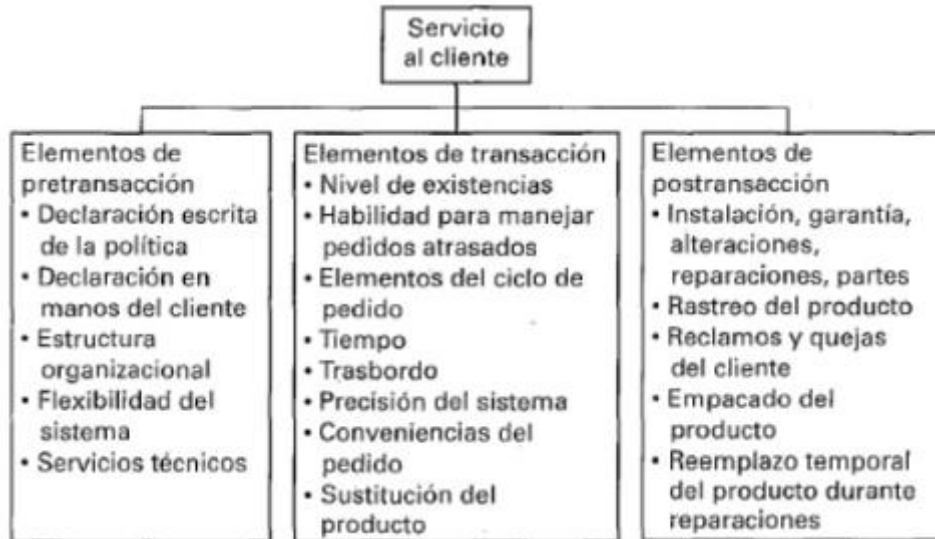 Servicio
al cliente
Elementos de
pretransacción
• Declaración escrita
de la política
• Declaración en
manos del cliente
• Estructura
organizacional
• Flexibilidad del
sistema
• Servicios técnicos
Elementos de transacción
• Nivel de existencias
• Habilidad para manejar
pedidos atrasados
• Elementos del ciclo de
pedido
• Tiempo
• Trasbordo
• Precisión del sistema
• Conveniencias del
pedido
• Sustitución del
producto
Elementos de
postransacción
• Instalación, garantía,
alteraciones,
reparaciones, partes
• Rastreo del producto
• Reclamos y quejas
del cliente
• Empacado del
producto
• Reemplazo temporal
del producto durante
reparaciones